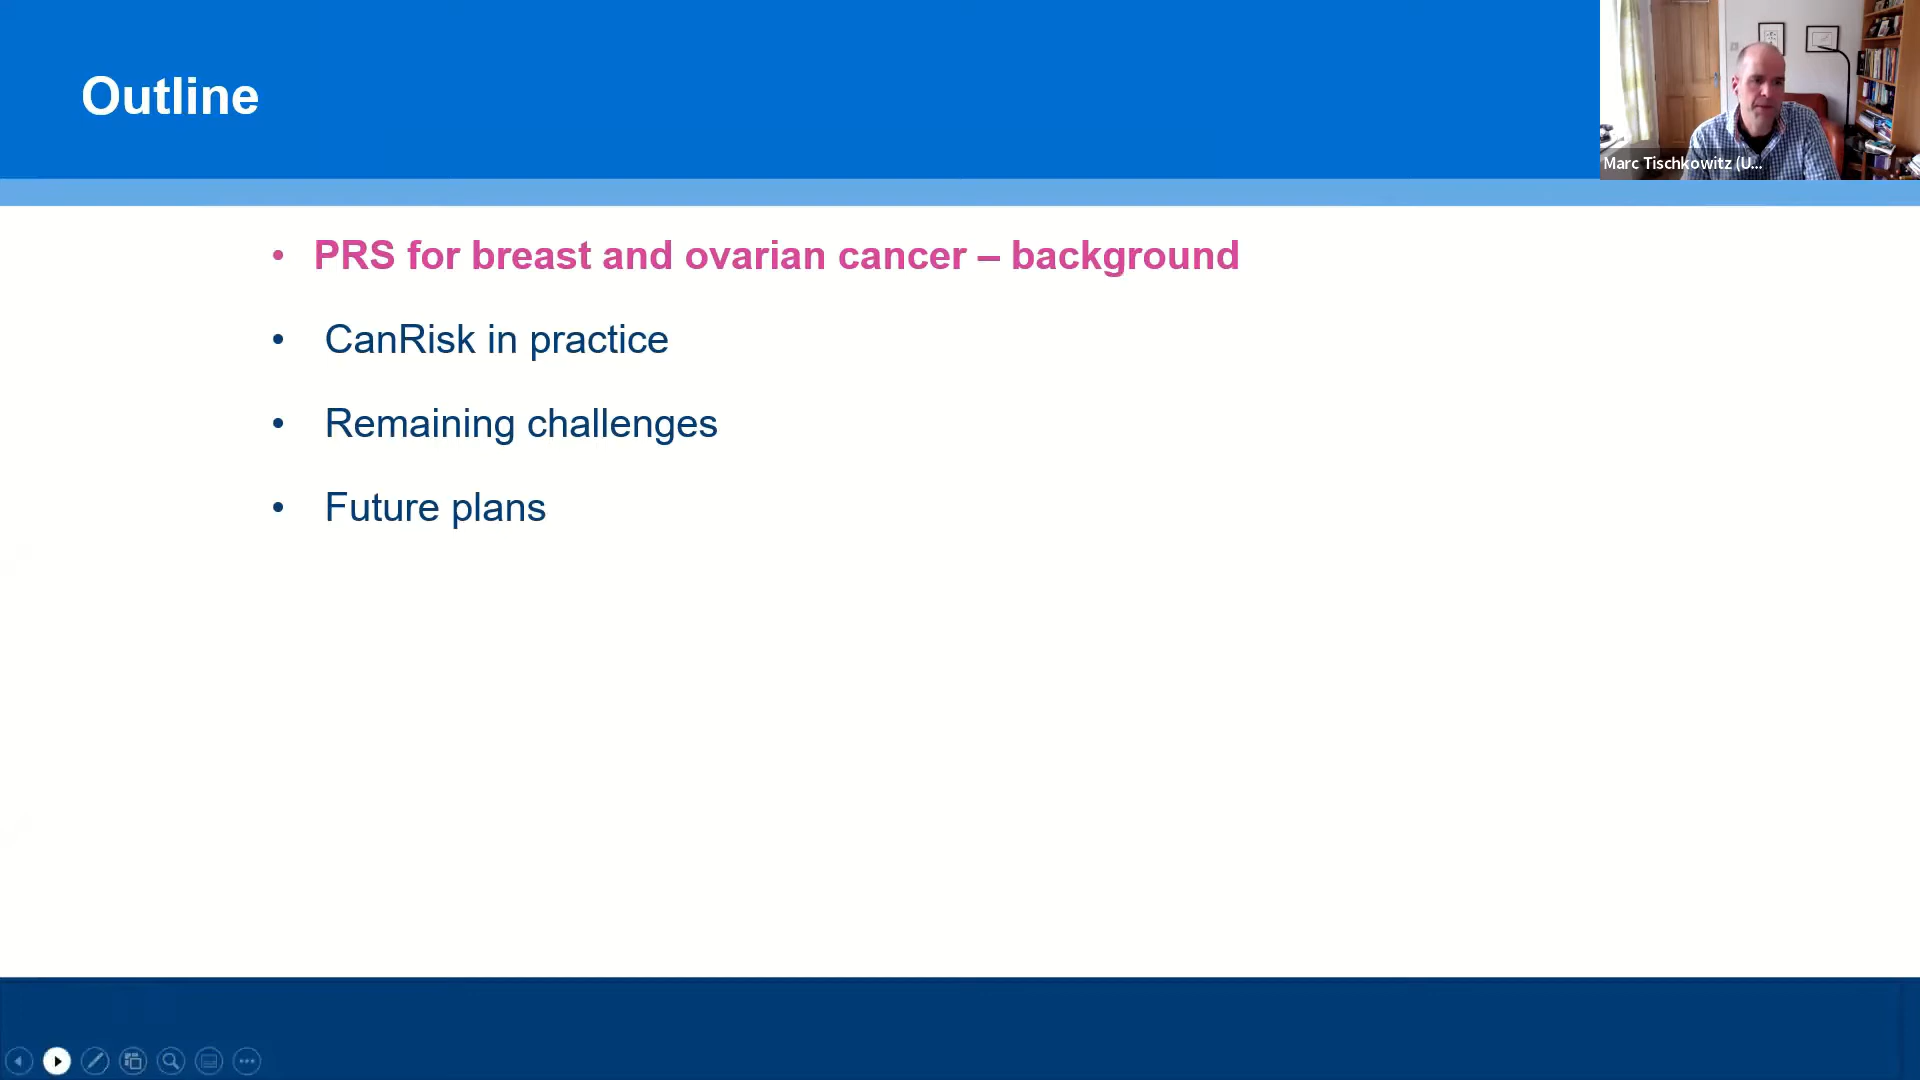 Outline
Marc Tischkowitz (U...
• PRS for breast and ovarian cancer – background
• CanRisk in practice
• Remaining challenges
• Future plans